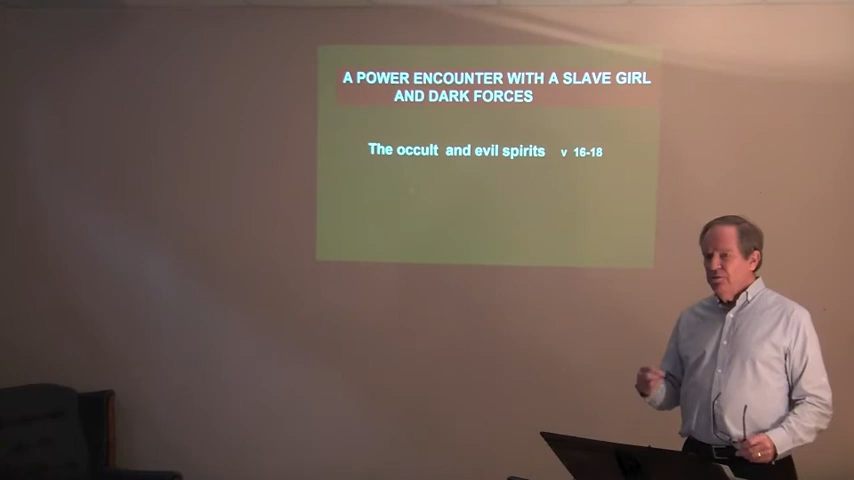 A POWER ENCOUNTER WITH A SLAVE GIRL
AND DARK FORCES
The occult and evil spirits v 16-18